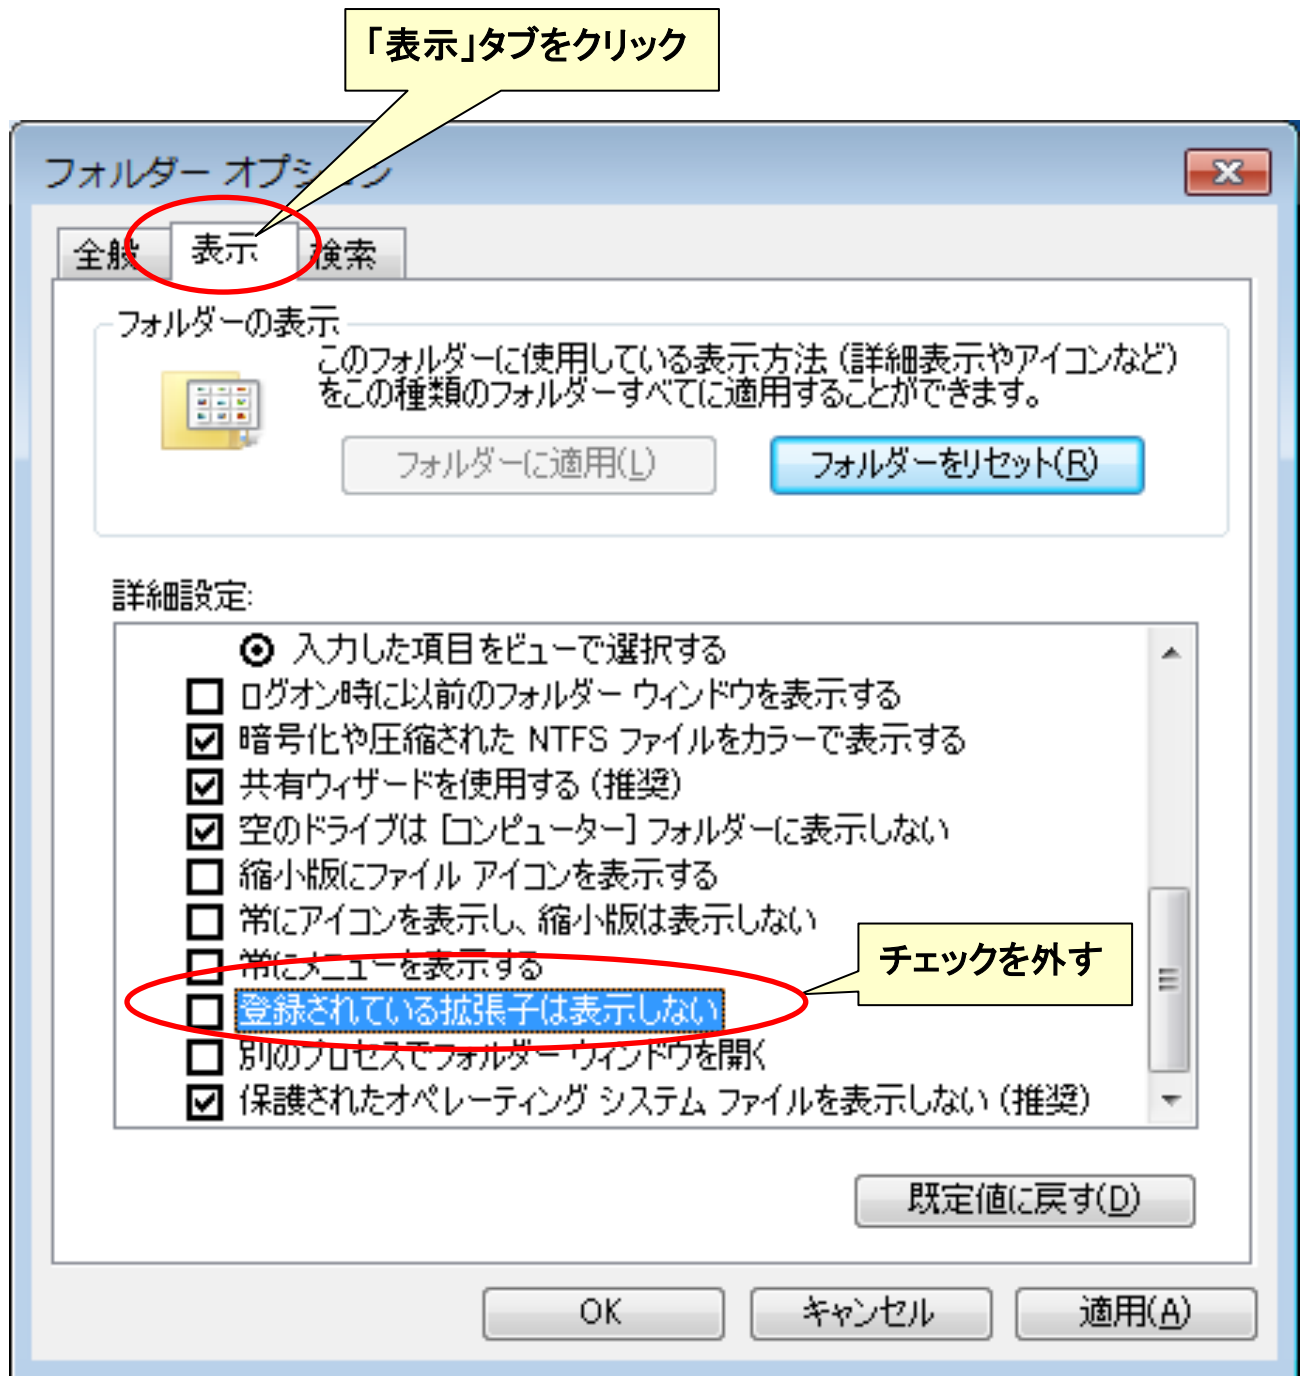 「表示」タブをクリック
フォルダー オプション
全般
表示
検索
フォルダーの表示
このフォルダーに使用している表示方法 (詳細表示やアイコンなど)
をこの種類のフォルダーすべてに適用することができます。
フォルダーに適用(L)
フォルダーをリセット(R)
詳細設定:
入力した項目をビューで選択する
ログオン時に以前のフォルダー ウィンドウを表示する
暗号化や圧縮された NTFS ファイルをカラーで表示する
共有ウィザードを使用する (推奨)
空のドライブは [コンピューター] フォルダーに表示しない
縮小版にファイル アイコンを表示する
常にアイコンを表示し、縮小版は表示しない
チェックを外す
常にメニューを表示する
登録されている拡張子は表示しない
別のプロセスでフォルダー ウィンドウを開く
保護されたオペレーティング システム ファイルを表示しない (推奨)
既定値に戻す(D)
OK
キャンセル
適用(A)